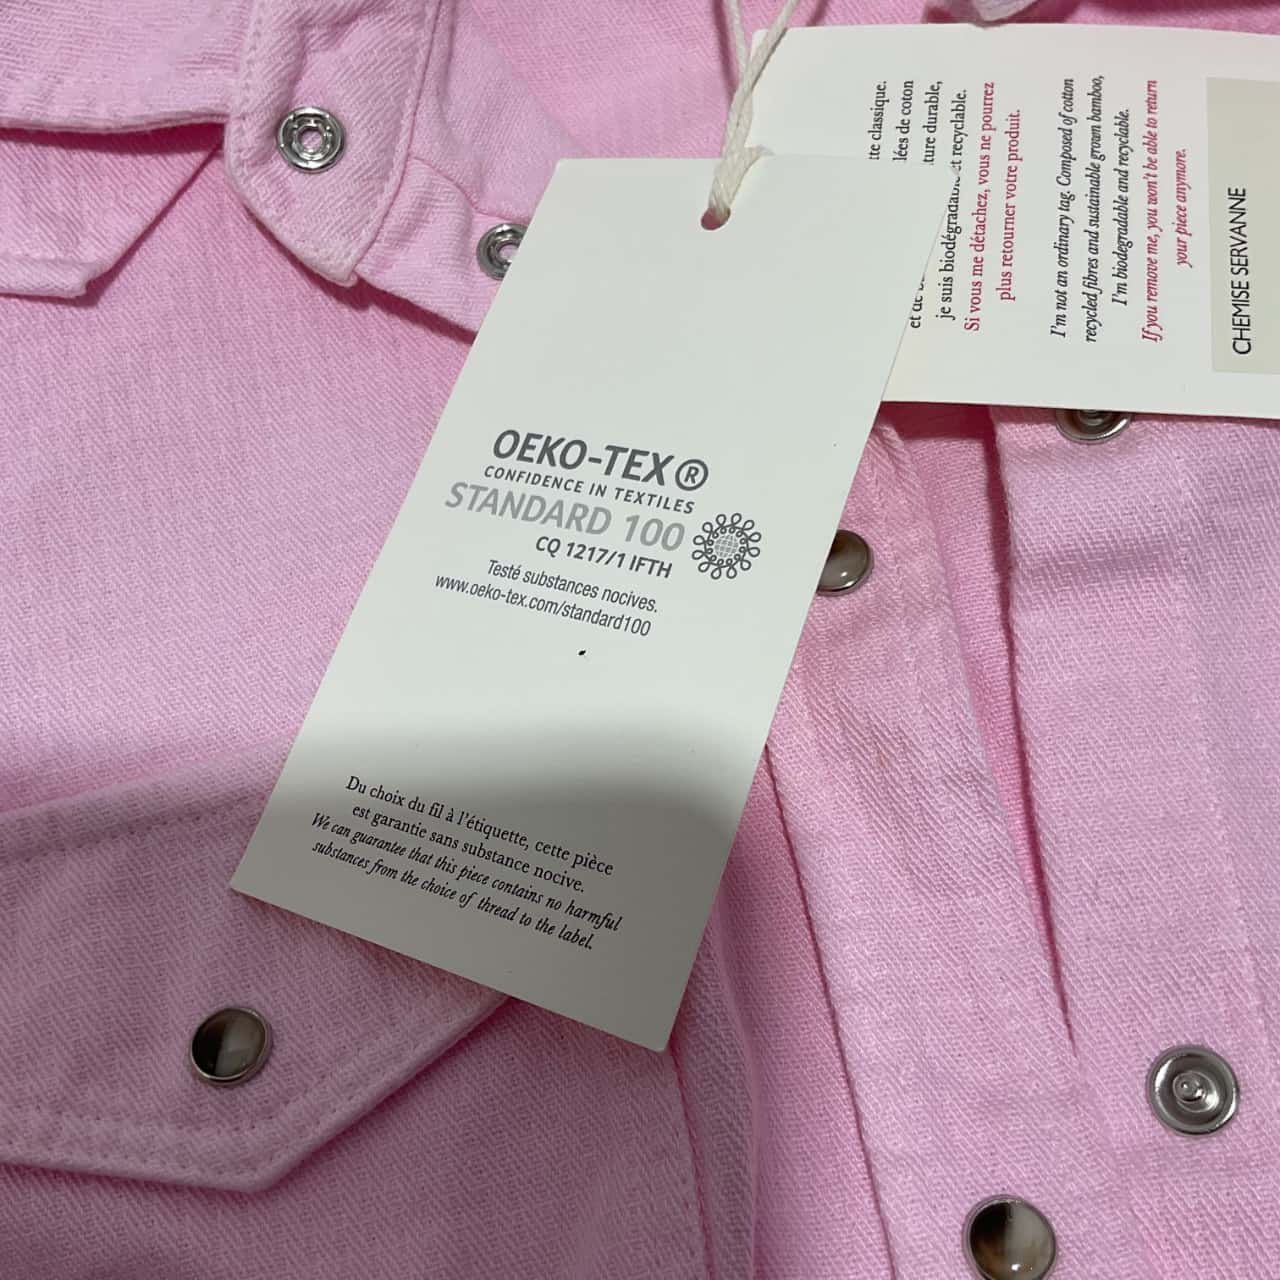 OEKO-TEX®
CONFIDENCE IN TEXTILES
STANDARD 100
CQ 1217/1 IFTH
Testé substances nocives.
www.oeko-tex.com/standard100
Du choix du fil à l'étiquette, cette pièce
est garantie sans substance nocive.
We can guarantee that this piece contains no harmful
substances from the choice of thread to the label.
classique.
de coton
durable,
je suis biodégradable et recyclable.
Si vous me détachez, vous ne pourrez
plus retourner votre produit.
I'm not an ordinary tag. Composed of cotton
recycled fibres and sustainable grown bamboo,
I'm biodegradable and recyclable.
If you remove me, you won't be able to return
your piece anymore.
CHEMISE SERVANNE